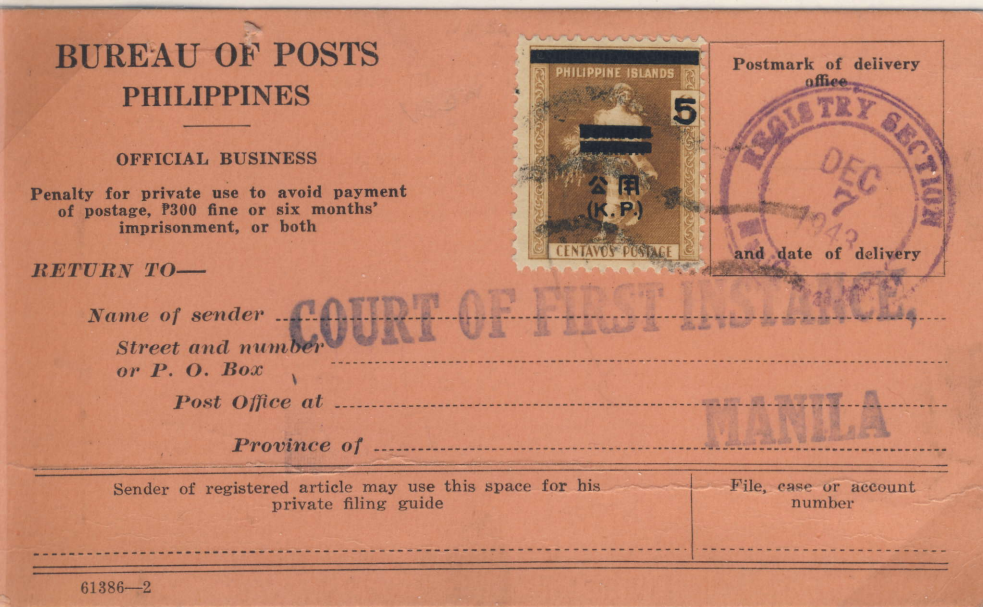 BUREAU OF POSTS
PHILIPPINES
OFFICIAL BUSINESS
Penalty for private use to avoid payment
of postage, ₱300 fine or six months'
imprisonment, or both
RETURN TO—
PHILIPPINE ISLANDS
5
公用
(K. P.)
CENTAVOS POSTAGE
Postmark of delivery
office
REGISTRY SECTION
DEC
7
1943
and date of delivery
Name of sender
COURT OF FIRST INSTANCE,
Street and number
or P. O. Box
Post Office at
MANILA
Province of
Sender of registered article may use this space for his
private filing guide
File, case or account
number
61386—2